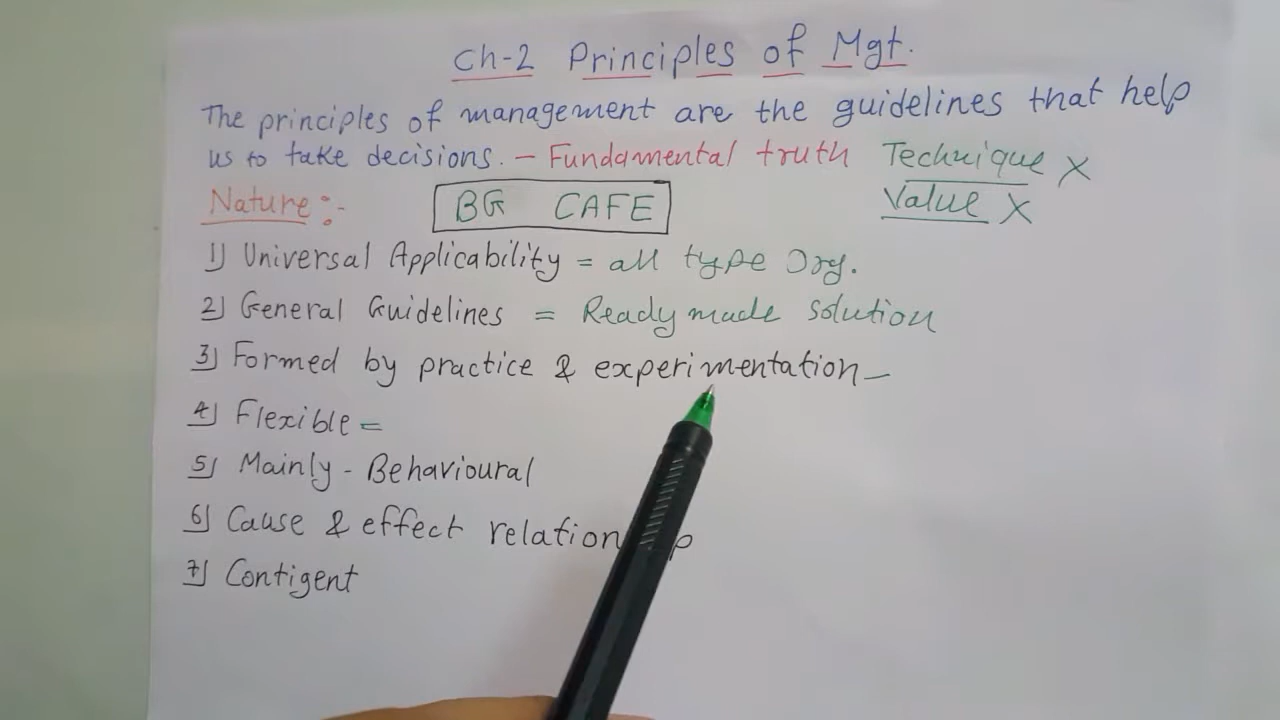 Ch-2 Principles of Mgt.
The principles of management are the guidelines that help
us to take decisions. - Fundamental truth Technique X
Nature :- BG CAFE Value X
1) Universal Applicability = all type Org.
2) General Guidelines = Readymade solution
3) Formed by practice & experimentation -
4) Flexible =
5) Mainly - Behavioural
6) Cause & effect
7) Contigent